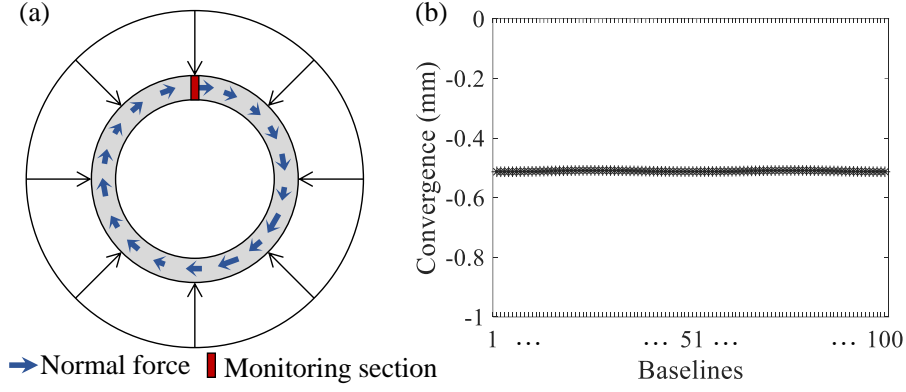 (a)
Normal force
Monitoring section
(b)
Convergence (mm)
0
-0.2
-0.4
-0.6
-0.8
-1
1 ... ... 51 ... ... 100
Baselines